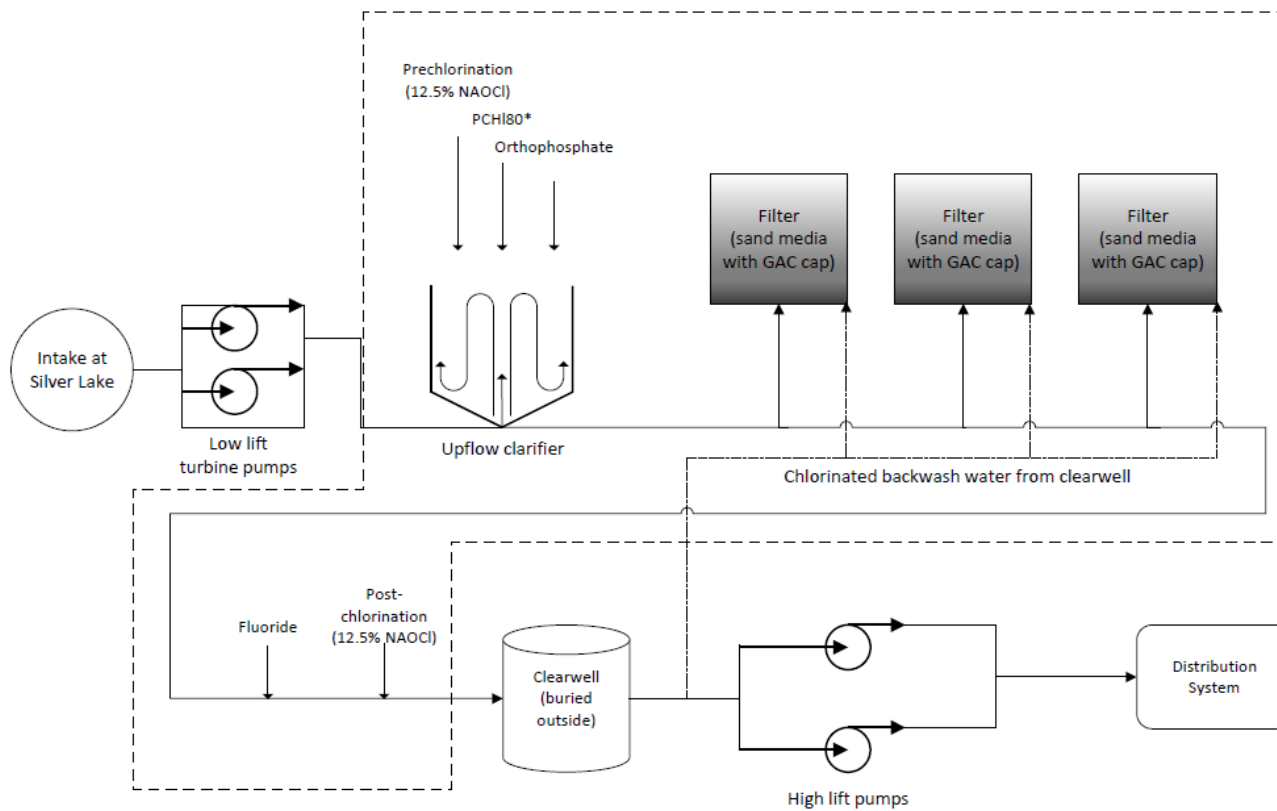 Prechlorination
(12.5% NAOCl)
PCHl80*
Orthophosphate
Filter
(sand media
with GAC cap)
Filter
(sand media
with GAC cap)
Filter
(sand media
with GAC cap)
Intake at
Silver Lake
Low lift
turbine pumps
Upflow clarifier
Chlorinated backwash water from clearwell
Fluoride
Post-
chlorination
(12.5% NAOCl)
Clearwell
(buried
outside)
High lift pumps
Distribution
System